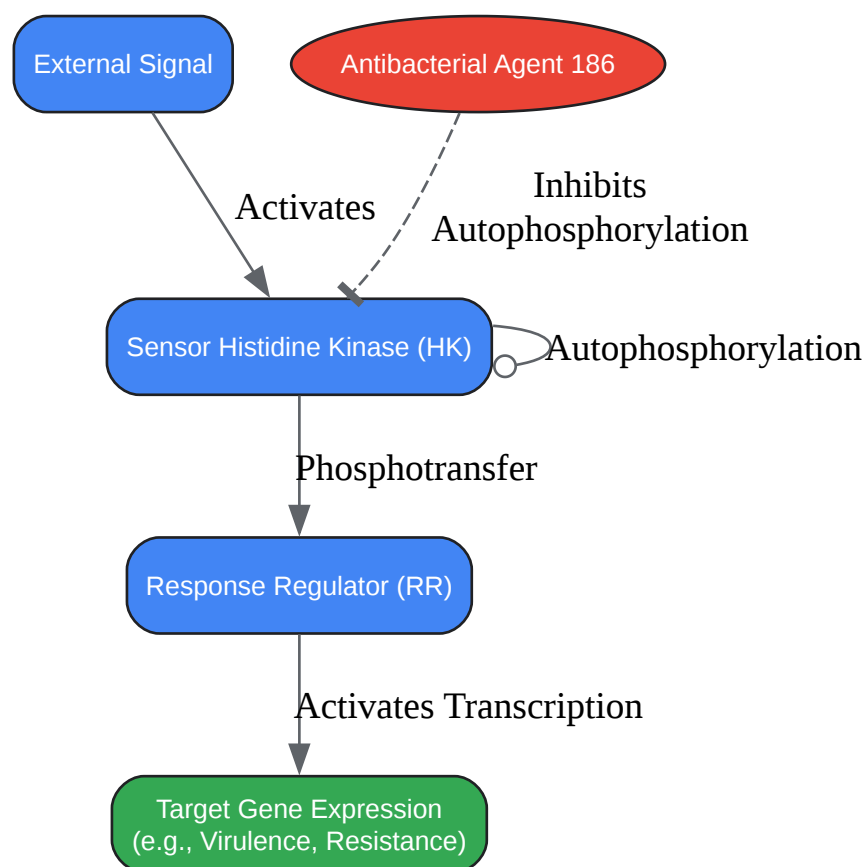 External Signal
Antibacterial Agent 186
Activates
Inhibits
Autophosphorylation
Sensor Histidine Kinase (HK)
Autophosphorylation
Phosphotransfer
Response Regulator (RR)
Activates Transcription
Target Gene Expression
(e.g., Virulence, Resistance)